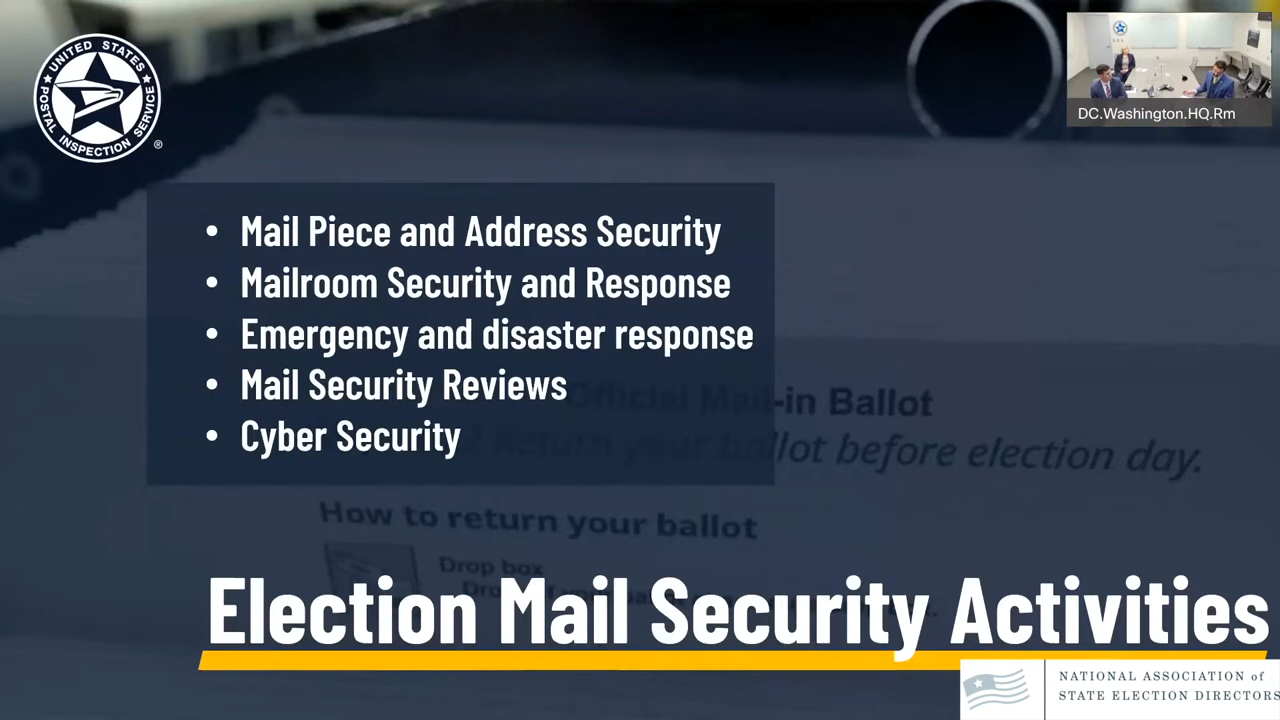 UNITED STATES
POSTAL INSPECTION SERVICE
®
DC.Washington.HQ.Rm
• Mail Piece and Address Security
• Mailroom Security and Response
• Emergency and disaster response
• Mail Security Reviews
• Cyber Security
Official Mail-in Ballot
? Return your ballot before election day.
How to return your ballot
Drop box
Election Mail Security Activities
NATIONAL ASSOCIATION of
STATE ELECTION DIRECTORS